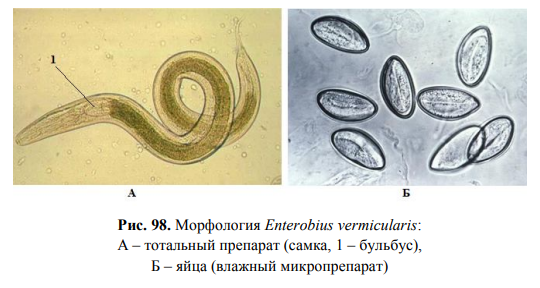 1
А
Б
Рис. 98. Морфология Enterobius vermicularis:
А – тотальный препарат (самка, 1 – бульбус),
Б – яйца (влажный микропрепарат)